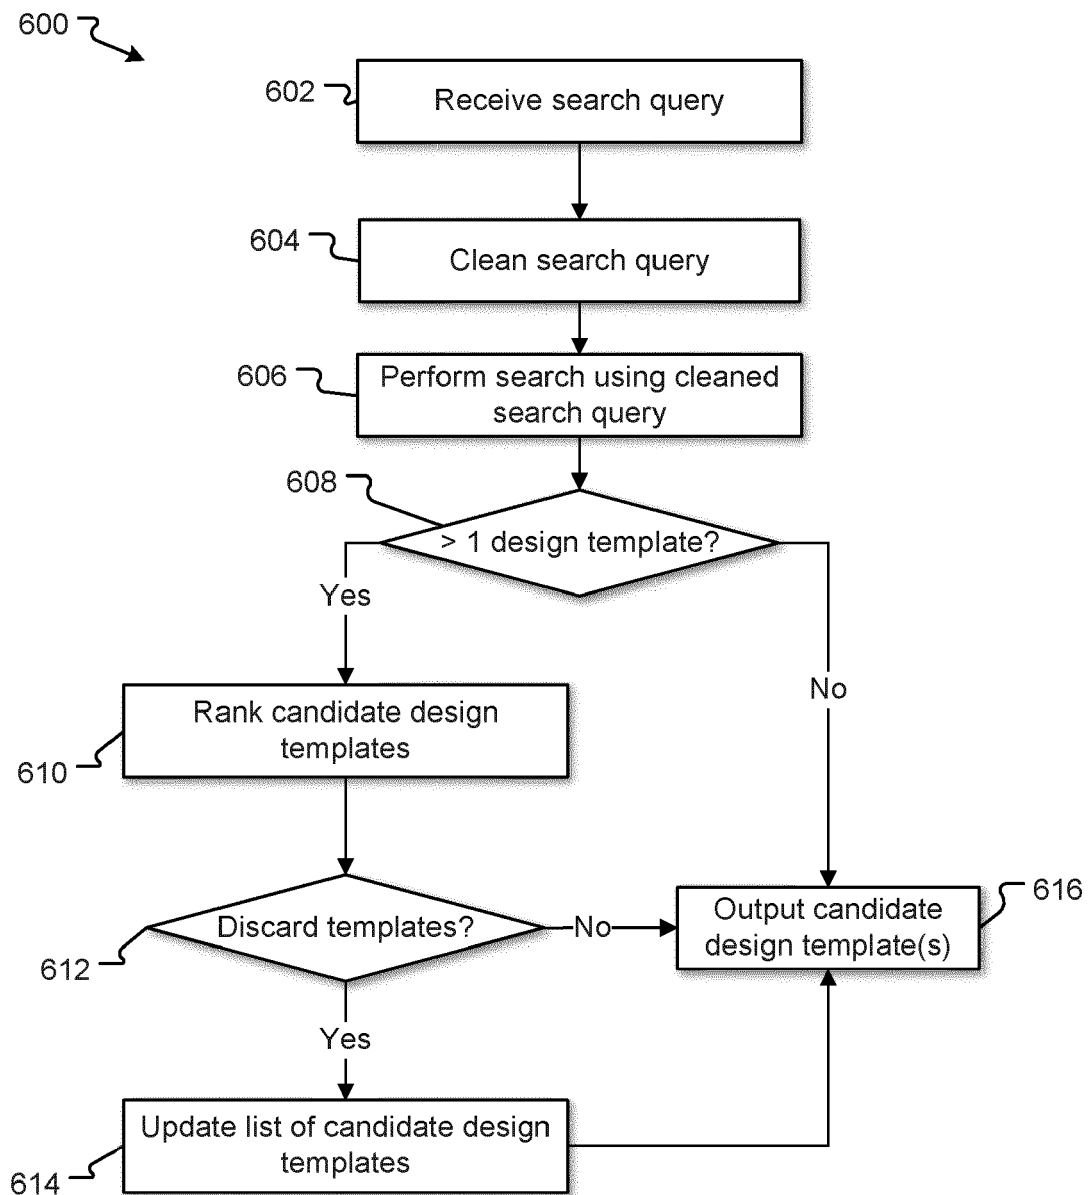 600
602
Receive search query
604
Clean search query
606
Perform search using cleaned
search query
608
> 1 design template?
Yes
No
Rank candidate design
templates
610
616
Output candidate
design template(s)
Discard templates?
No
612
Yes
Update list of candidate design
templates
614